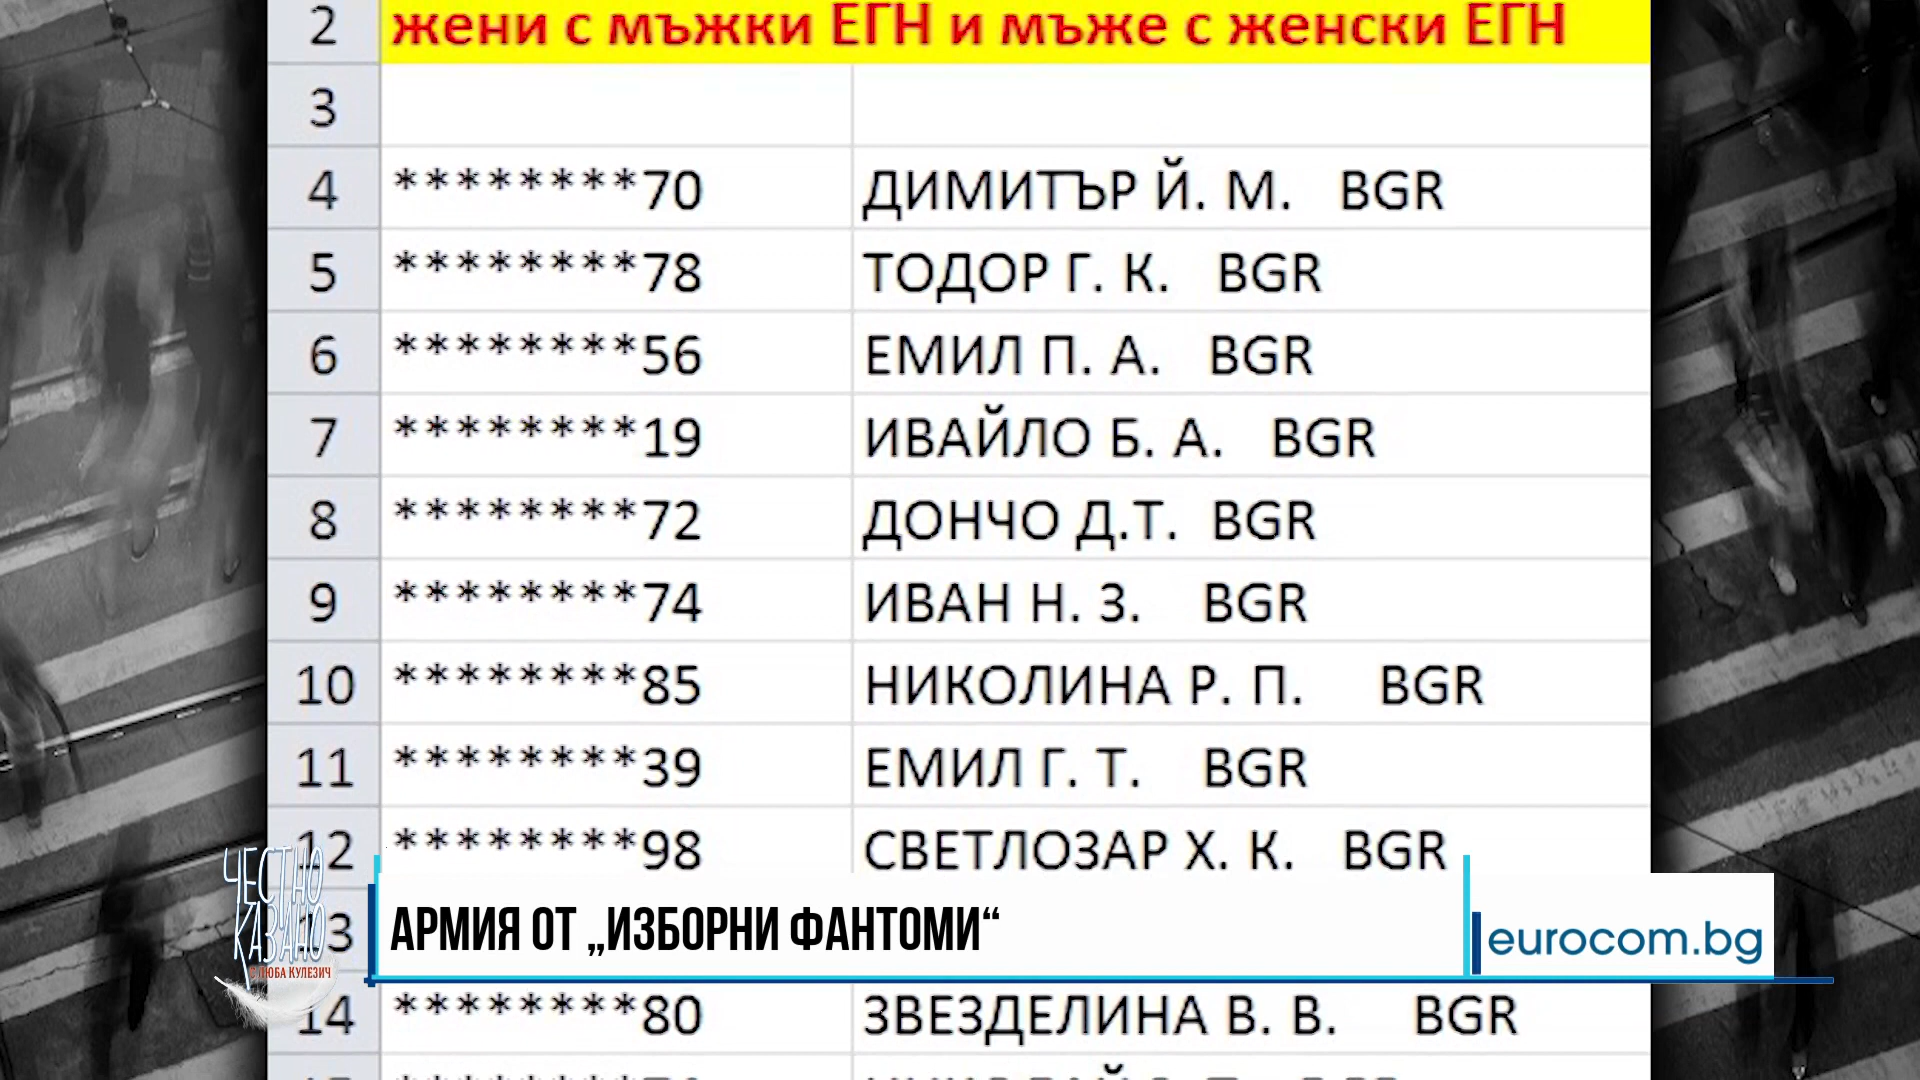 2 жени с мъжки ЕГН и мъже с женски ЕГН
3
4 ********70 ДИМИТЪР Й. М. BGR
5 ********78 ТОДОР Г. К. BGR
6 ********56 ЕМИЛ П. А. BGR
7 ********19 ИВАЙЛО Б. А. BGR
8 ********72 ДОНЧО Д.Т. BGR
9 ********74 ИВАН Н. З. BGR
10 ********85 НИКОЛИНА Р. П. BGR
11 ********39 ЕМИЛ Г. Т. BGR
12 ********98 СВЕТЛОЗАР Х. К. BGR
13
ЧЕСТНО
КАЗАНО
С ЛЮБА КУЛЕЗИЧ
АРМИЯ ОТ „ИЗБОРНИ ФАНТОМИ“
eurocom.bg
14 ********80 ЗВЕЗДЕЛИНА В. В. BGR